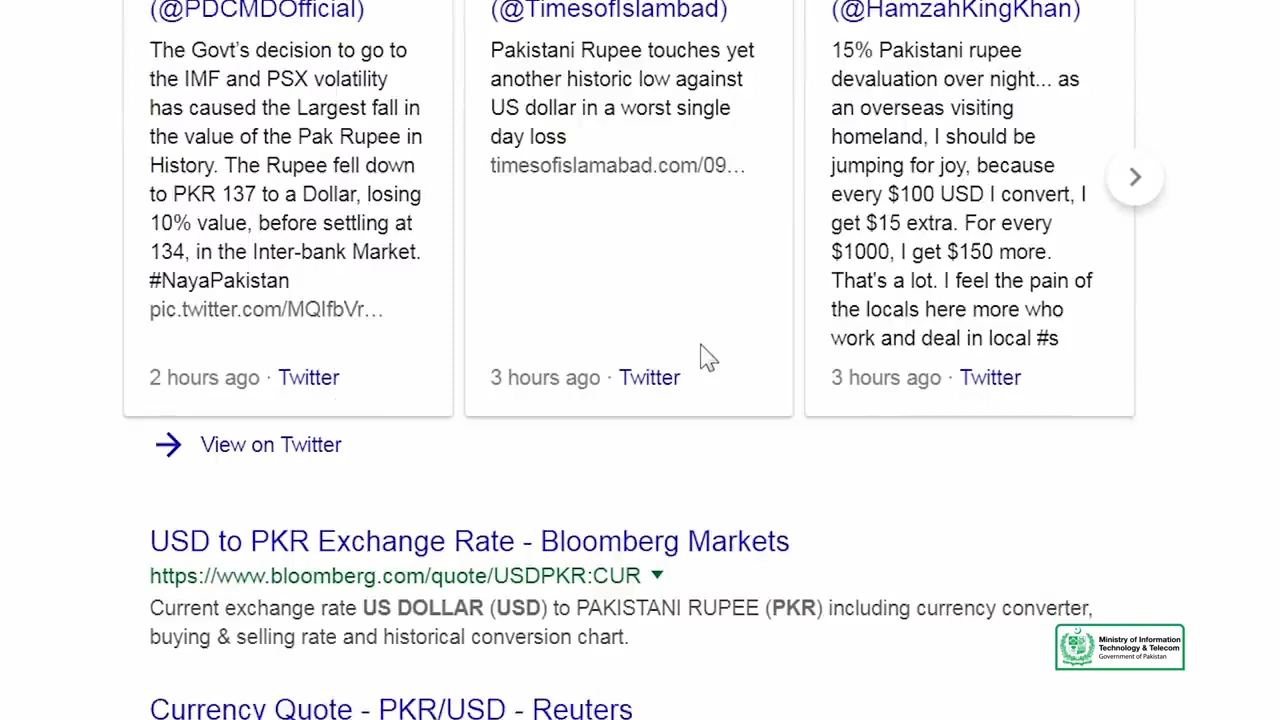 (@PDCMDOfficial)
The Govt's decision to go to
the IMF and PSX volatility
has caused the Largest fall in
the value of the Pak Rupee in
History. The Rupee fell down
to PKR 137 to a Dollar, losing
10% value, before settling at
134, in the Inter-bank Market.
#NayaPakistan
pic.twitter.com/MQIfbVr...
2 hours ago · Twitter
(@TimesofIslambad)
Pakistani Rupee touches yet
another historic low against
US dollar in a worst single
day loss
timesofislamabad.com/09...
3 hours ago · Twitter
(@HamzahKingKhan)
15% Pakistani rupee
devaluation over night... as
an overseas visiting
homeland, I should be
jumping for joy, because
every $100 USD I convert, I
get $15 extra. For every
$1000, I get $150 more.
That's a lot. I feel the pain of
the locals here more who
work and deal in local #s
3 hours ago · Twitter
View on Twitter
USD to PKR Exchange Rate - Bloomberg Markets
https://www.bloomberg.com/quote/USDPKR:CUR
Current exchange rate US DOLLAR (USD) to PAKISTANI RUPEE (PKR) including currency converter,
buying & selling rate and historical conversion chart.
Ministry of Information
Technology & Telecom
Government of Pakistan
Currency Quote - PKR/USD - Reuters